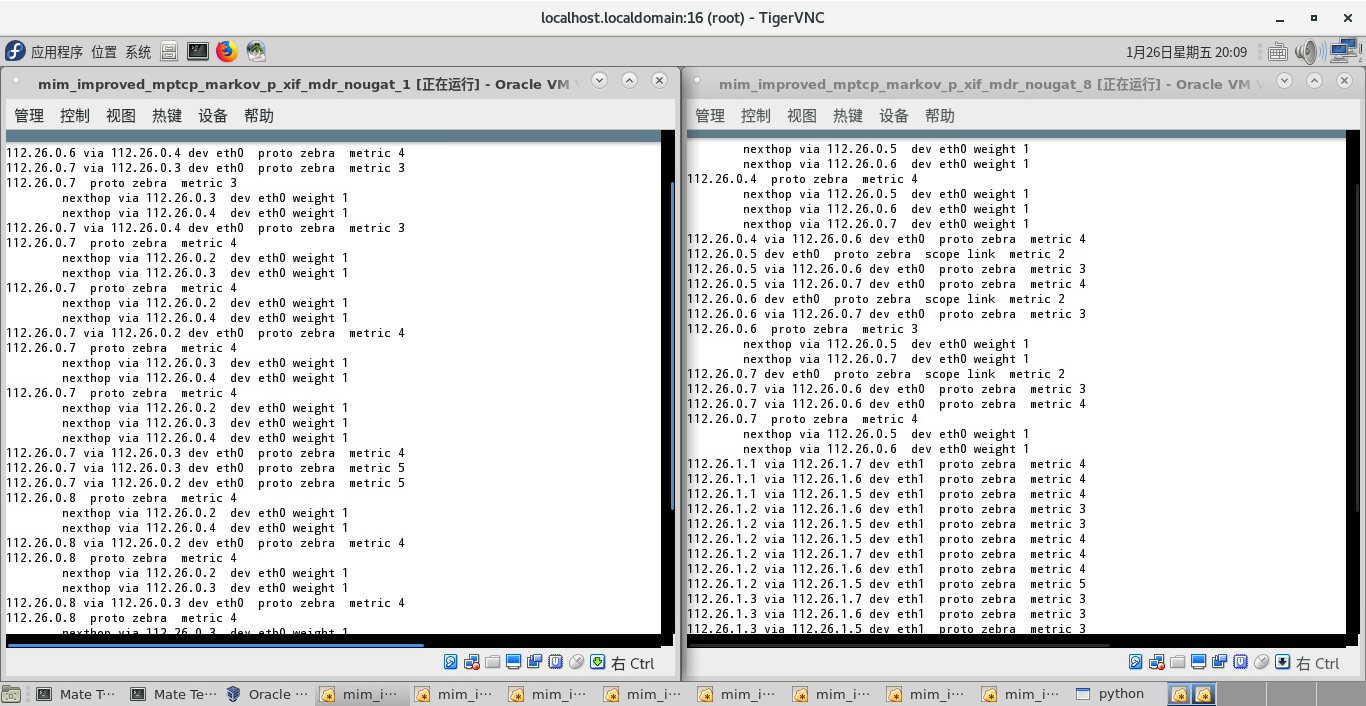 localhost.localdomain:16 (root) - TigerVNC
应用程序 位置 系统
1月26日星期五 20:09
mim_improved_mptcp_markov_p_xif_mdr_nougat_1 [正在运行] - Oracle VM
管理 控制 视图 热键 设备 帮助
112.26.0.6 via 112.26.0.4 dev eth0  proto zebra  metric 4
112.26.0.7 via 112.26.0.3 dev eth0  proto zebra  metric 3
112.26.0.7  proto zebra  metric 3
nexthop via 112.26.0.3  dev eth0 weight 1
nexthop via 112.26.0.4  dev eth0 weight 1
112.26.0.7 via 112.26.0.4 dev eth0  proto zebra  metric 3
112.26.0.7  proto zebra  metric 4
nexthop via 112.26.0.2  dev eth0 weight 1
nexthop via 112.26.0.3  dev eth0 weight 1
112.26.0.7  proto zebra  metric 4
nexthop via 112.26.0.2  dev eth0 weight 1
nexthop via 112.26.0.4  dev eth0 weight 1
112.26.0.7 via 112.26.0.2 dev eth0  proto zebra  metric 4
112.26.0.7  proto zebra  metric 4
nexthop via 112.26.0.3  dev eth0 weight 1
nexthop via 112.26.0.4  dev eth0 weight 1
112.26.0.7  proto zebra  metric 4
nexthop via 112.26.0.2  dev eth0 weight 1
nexthop via 112.26.0.3  dev eth0 weight 1
nexthop via 112.26.0.4  dev eth0 weight 1
112.26.0.7 via 112.26.0.3 dev eth0  proto zebra  metric 4
112.26.0.7 via 112.26.0.3 dev eth0  proto zebra  metric 5
112.26.0.7 via 112.26.0.2 dev eth0  proto zebra  metric 5
112.26.0.8  proto zebra  metric 4
nexthop via 112.26.0.2  dev eth0 weight 1
nexthop via 112.26.0.4  dev eth0 weight 1
112.26.0.8 via 112.26.0.2 dev eth0  proto zebra  metric 4
112.26.0.8  proto zebra  metric 4
nexthop via 112.26.0.2  dev eth0 weight 1
nexthop via 112.26.0.3  dev eth0 weight 1
112.26.0.8 via 112.26.0.3 dev eth0  proto zebra  metric 4
112.26.0.8  proto zebra  metric 4
nexthop via 112.26.0.3  dev eth0 weight 1
右 Ctrl
mim_improved_mptcp_markov_p_xif_mdr_nougat_8 [正在运行] - Oracle VM
管理 控制 视图 热键 设备 帮助
nexthop via 112.26.0.5  dev eth0 weight 1
nexthop via 112.26.0.6  dev eth0 weight 1
112.26.0.4  proto zebra  metric 4
nexthop via 112.26.0.5  dev eth0 weight 1
nexthop via 112.26.0.6  dev eth0 weight 1
nexthop via 112.26.0.7  dev eth0 weight 1
112.26.0.4 via 112.26.0.6 dev eth0  proto zebra  metric 4
112.26.0.5 dev eth0  proto zebra  scope link  metric 2
112.26.0.5 via 112.26.0.6 dev eth0  proto zebra  metric 3
112.26.0.5 via 112.26.0.7 dev eth0  proto zebra  metric 4
112.26.0.6 dev eth0  proto zebra  scope link  metric 2
112.26.0.6 via 112.26.0.7 dev eth0  proto zebra  metric 3
112.26.0.6  proto zebra  metric 3
nexthop via 112.26.0.5  dev eth0 weight 1
nexthop via 112.26.0.7  dev eth0 weight 1
112.26.0.7 dev eth0  proto zebra  scope link  metric 2
112.26.0.7 via 112.26.0.6 dev eth0  proto zebra  metric 3
112.26.0.7 via 112.26.0.6 dev eth0  proto zebra  metric 4
112.26.0.7  proto zebra  metric 4
nexthop via 112.26.0.5  dev eth0 weight 1
nexthop via 112.26.0.6  dev eth0 weight 1
112.26.1.1 via 112.26.1.7 dev eth1  proto zebra  metric 4
112.26.1.1 via 112.26.1.6 dev eth1  proto zebra  metric 4
112.26.1.1 via 112.26.1.5 dev eth1  proto zebra  metric 4
112.26.1.2 via 112.26.1.6 dev eth1  proto zebra  metric 3
112.26.1.2 via 112.26.1.5 dev eth1  proto zebra  metric 3
112.26.1.2 via 112.26.1.5 dev eth1  proto zebra  metric 4
112.26.1.2 via 112.26.1.7 dev eth1  proto zebra  metric 4
112.26.1.2 via 112.26.1.6 dev eth1  proto zebra  metric 4
112.26.1.2 via 112.26.1.5 dev eth1  proto zebra  metric 5
112.26.1.3 via 112.26.1.7 dev eth1  proto zebra  metric 3
112.26.1.3 via 112.26.1.6 dev eth1  proto zebra  metric 3
112.26.1.3 via 112.26.1.5 dev eth1  proto zebra  metric 3
右 Ctrl
Mate T··· Mate Te··· Oracle ··· mim_i··· mim_i··· mim_i··· mim_i··· mim_i··· mim_i··· mim_i··· mim_i··· python